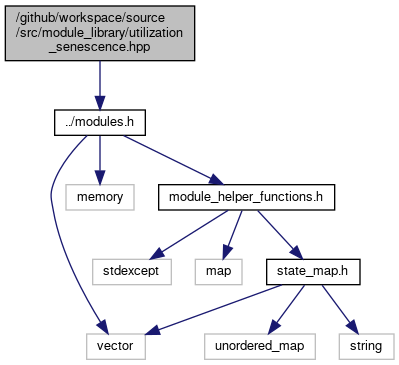 /github/workspace/source
/src/module_library/utilization
_senescence.hpp
../modules.h
memory
module_helper_functions.h
stdexcept
map
state_map.h
vector
unordered_map
string